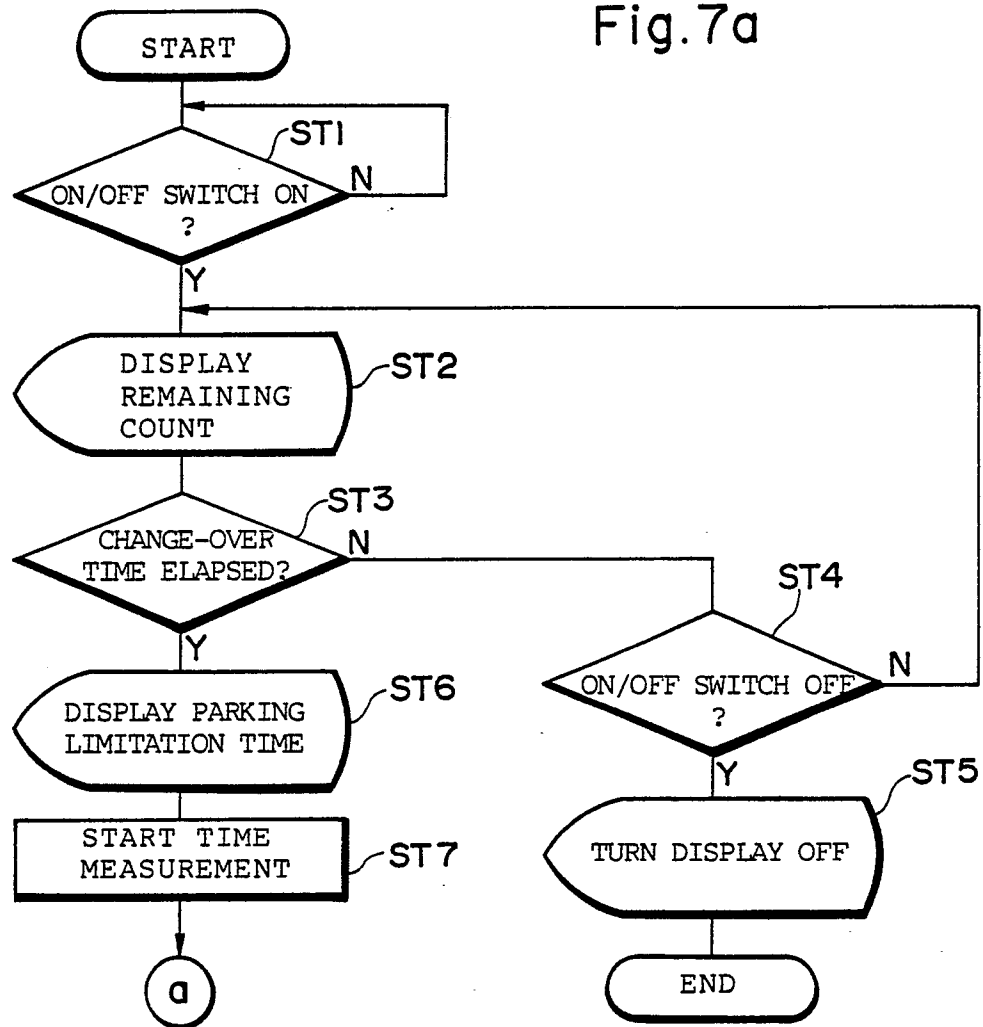 Fig.7a
START
ST1
ON/OFF SWITCH ON
?
N
Y
DISPLAY
REMAINING
COUNT
ST2
ST3
CHANGE-OVER
TIME ELAPSED?
N
Y
ST4
ON/OFF SWITCH OFF
?
N
Y
ST6
DISPLAY PARKING
LIMITATION TIME
ST5
TURN DISPLAY OFF
START TIME
MEASUREMENT
ST7
a
END